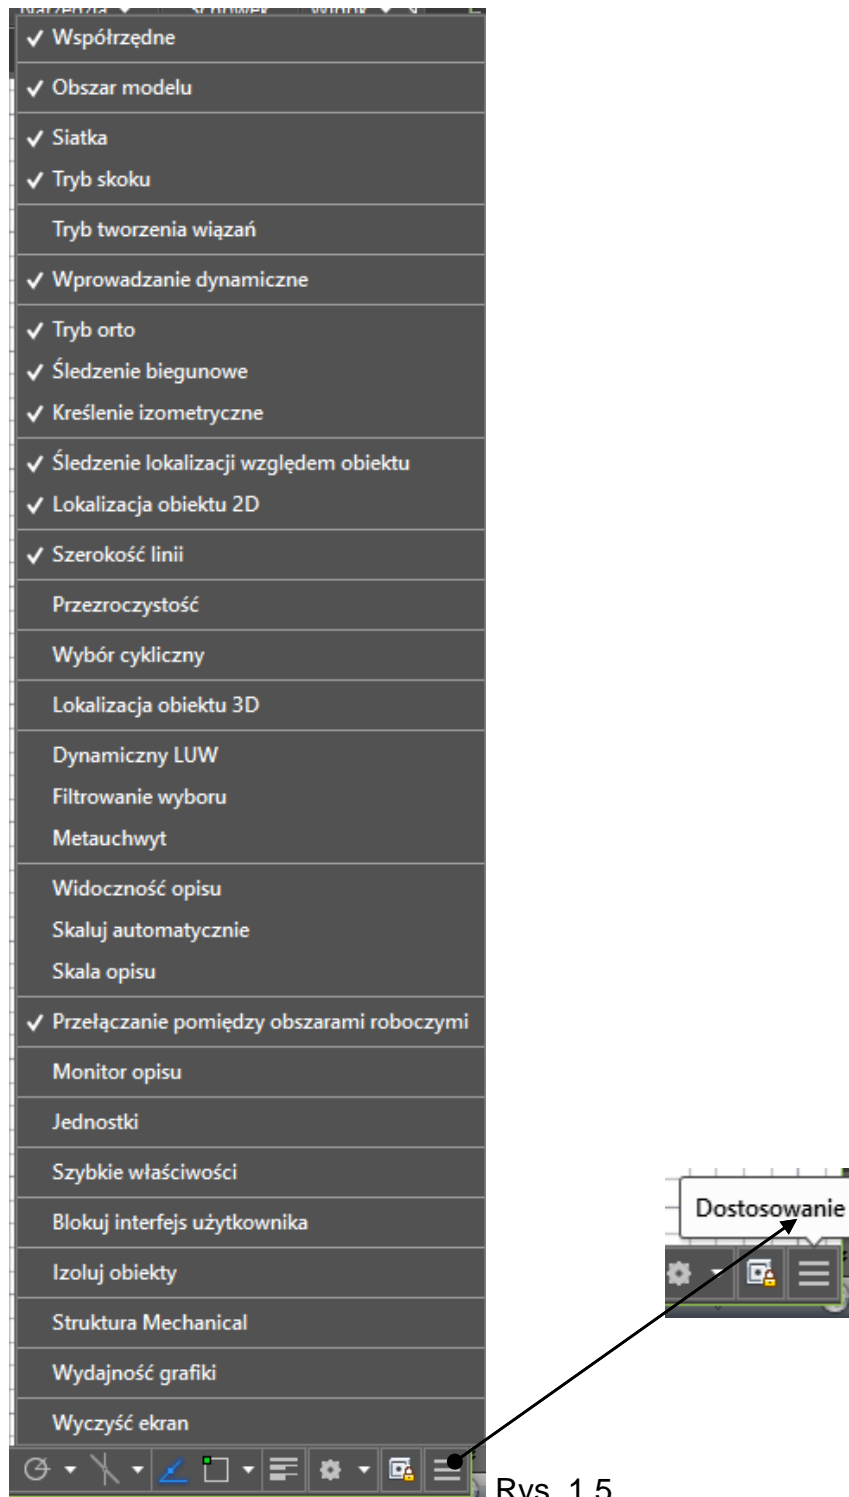 Współrzędne
Obszar modelu
Siatka
Tryb skoku
Tryb tworzenia wiązań
Wprowadzanie dynamiczne
Tryb orto
Śledzenie biegunowe
Kreślenie izometryczne
Śledzenie lokalizacji względem obiektu
Lokalizacja obiektu 2D
Szerokość linii
Przezroczystość
Wybór cykliczny
Lokalizacja obiektu 3D
Dynamiczny LUW
Filtrowanie wyboru
Metauchwyt
Widoczność opisu
Skaluj automatycznie
Skala opisu
Przełączanie pomiędzy obszarami roboczymi
Monitor opisu
Jednostki
Szybkie właściwości
Blokuj interfejs użytkownika
Izoluj obiekty
Struktura Mechanical
Wydajność grafiki
Wyczyść ekran
Dostosowanie
Rys. 1.5